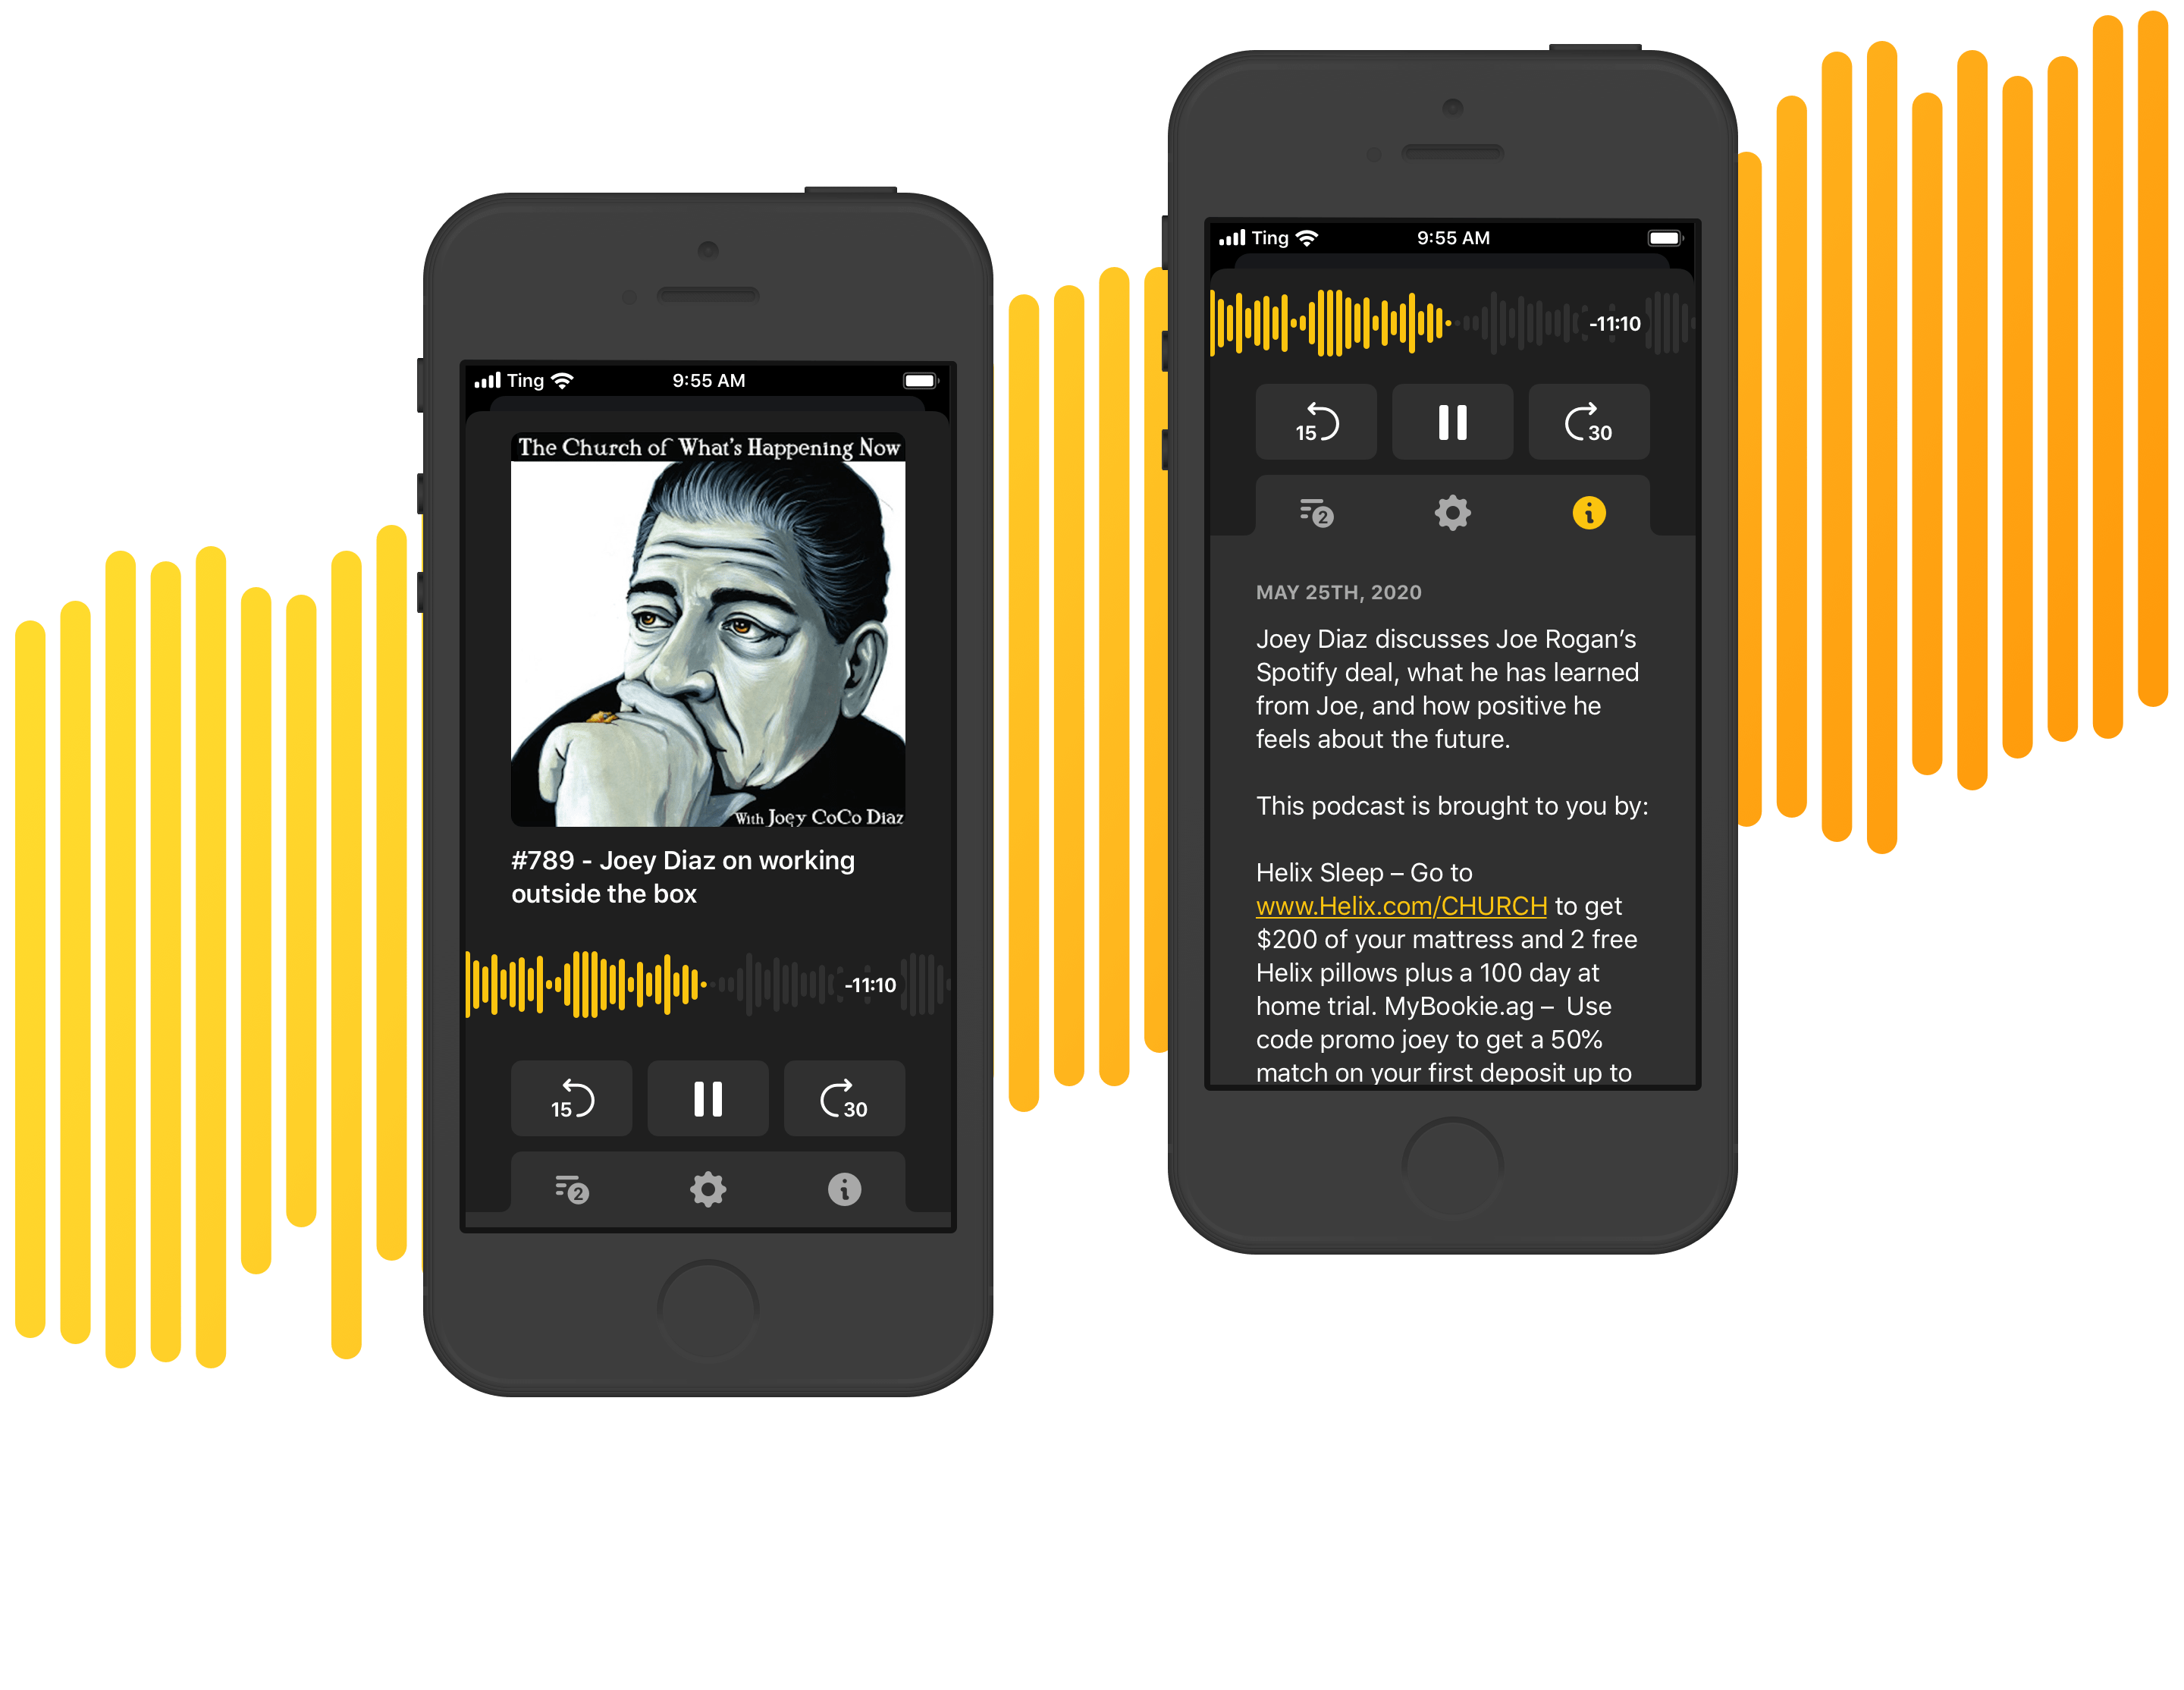 Ting 9:55 AM
The Church of What's Happening Now
With Joey CoCo Diaz
#789 - Joey Diaz on working
outside the box
-11:10
15 30
2
Ting 9:55 AM
-11:10
15 30
2
MAY 25TH, 2020
Joey Diaz discusses Joe Rogan’s
Spotify deal, what he has learned
from Joe, and how positive he
feels about the future.
This podcast is brought to you by:
Helix Sleep – Go to
www.Helix.com/CHURCH to get
$200 of your mattress and 2 free
Helix pillows plus a 100 day at
home trial. MyBookie.ag –  Use
code promo joey to get a 50%
match on your first deposit up to